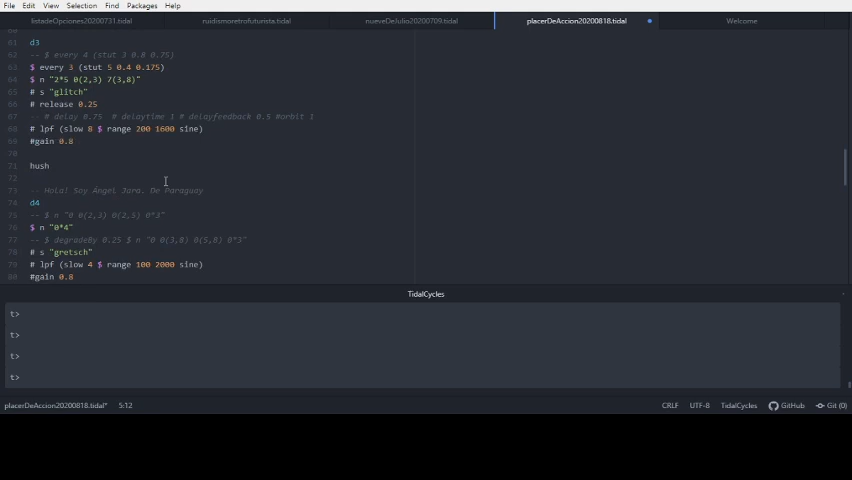 File Edit View Selection Find Packages Help
listadeOpciones20200731.tidal ruidismoretrofuturista.tidal nueveDeJulio20200709.tidal placerDeAccion20200818.tidal Welcome
60
61 d3
62 -- $ every 4 (stut 3 0.8 0.75)
63 $ every 3 (stut 5 0.4 0.175)
64 $ n "2*5 0(2,3) 7(3,8)"
65 # s "glitch"
66 # release 0.25
67 -- # delay 0.75 # delaytime 1 # delayfeedback 0.5 #orbit 1
68 # lpf (slow 8 $ range 200 1600 sine)
69 #gain 0.8
70
71 hush
72
73 -- Hola! Soy Ángel Jara. De Paraguay
74 d4
75 -- $ n "0 0(2,3) 0(2,5) 0*3"
76 $ n "0*4"
77 -- $ degradeBy 0.25 $ n "0 0(3,8) 0(5,8) 0*3"
78 # s "gretsch"
79 # lpf (slow 4 $ range 100 2000 sine)
80 #gain 0.8
TidalCycles
t>
t>
t>
t>
placerDeAccion20200818.tidal* 5:12 CRLF UTF-8 TidalCycles GitHub Git (0)